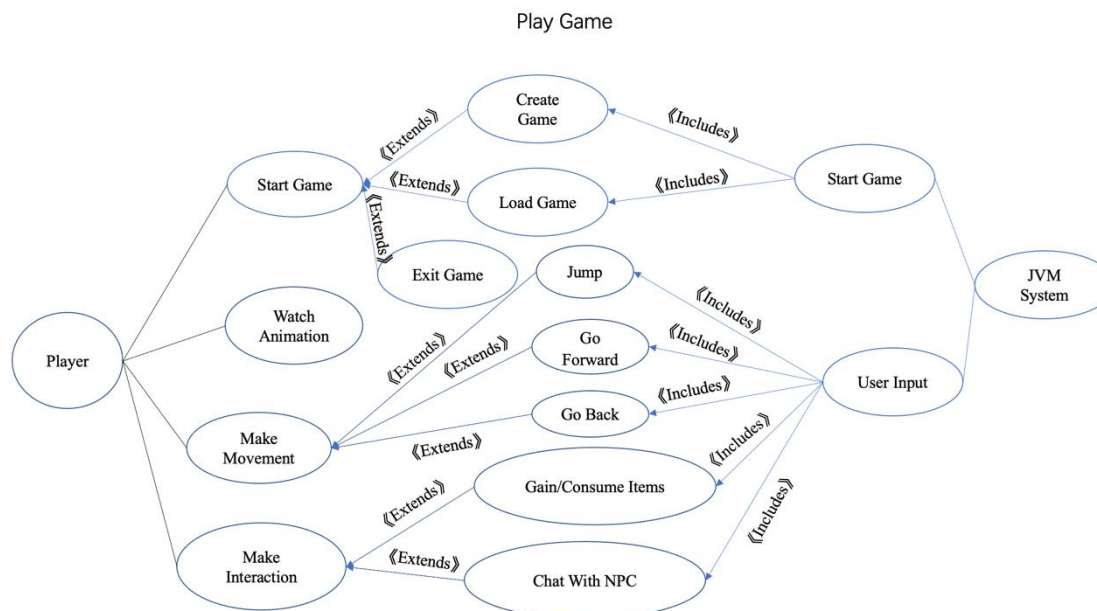 Play Game
Create
Game
《Extends》
《Includes》
Start Game
《Extends》
《Includes》
Start Game
Load Game
《Extends》
Exit Game
Jump
JVM
System
《Includes》
Watch
Animation
《Extends》
《Extends》
Go
Forward
《Includes》
Player
User Input
《Includes》
Go Back
Make
Movement
《Extends》
《Includes》
Gain/Consume Items
《Extends》
《Includes》
Make
Interaction
《Extends》
Chat With NPC